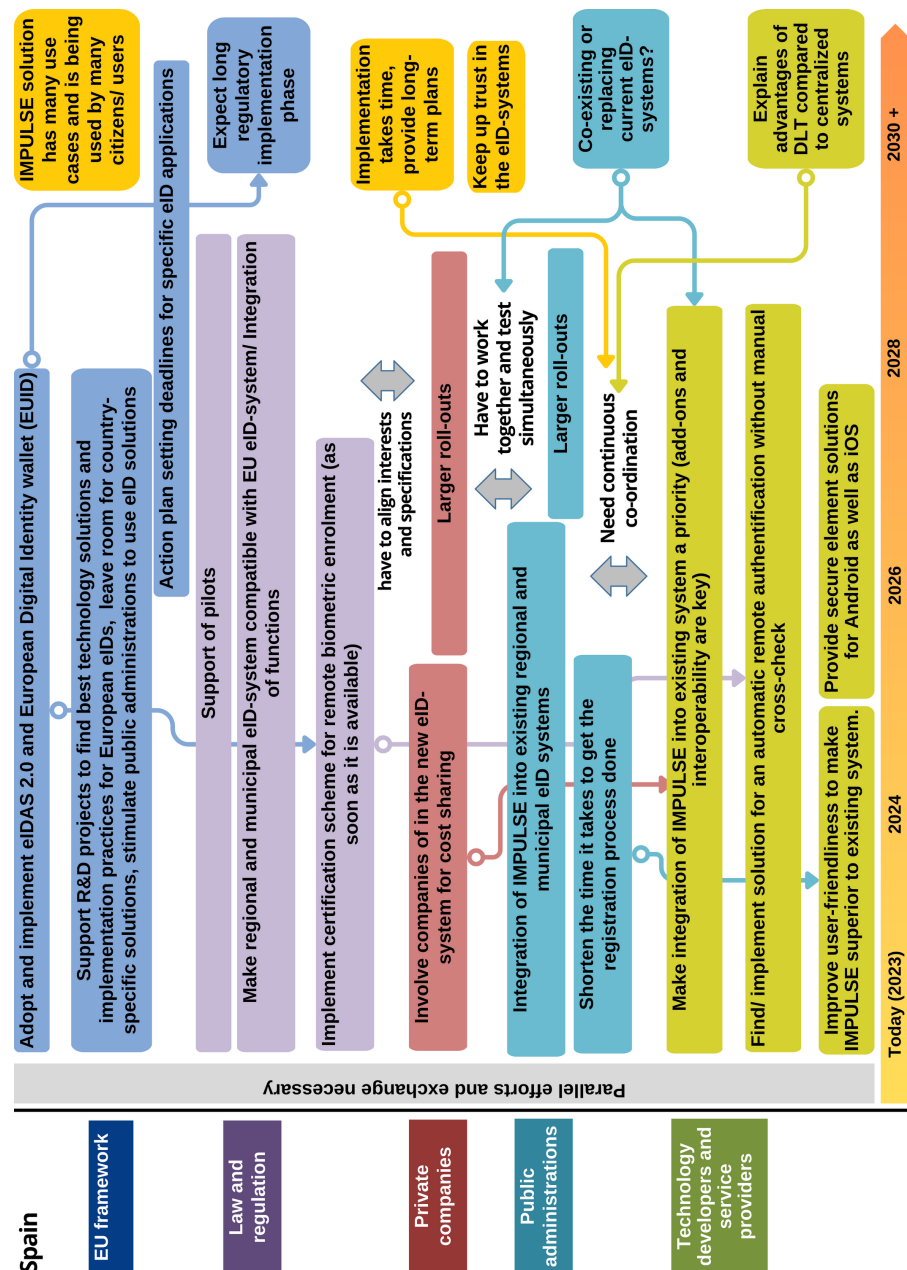 Spain
EU framework
Law and
regulation
Private
companies
Public
administrations
Technology
developers and
service
providers
Parallel efforts and exchange necessary
Adopt and implement eIDAS 2.0 and European Digital Identity wallet (EUID)
Support R&D projects to find best technology solutions and
implementation practices for European eIDs, leave room for country-
specific solutions, stimulate public administrations to use eID solutions
Action plan setting deadlines for specific eID applications
IMPULSE solution
has many use
cases and is being
used by many
citizens/ users
Expect long
regulatory
implementation
phase
Support of pilots
Make regional and municipal eID-system compatible with EU eID-system/ Integration
of functions
Implement certification scheme for remote biometric enrolment (as
soon as it is available)
have to align interests
and specifications
Implementation
takes time,
provide long-
term plans
Keep up trust in
the eID-systems
Involve companies of in the new eID-
system for cost sharing
Larger roll-outs
Have to work
together and test
simultaneously
Integration of IMPULSE into existing regional and
municipal eID systems
Larger roll-outs
Shorten the time it takes to get the
registration process done
Need continuous
co-ordination
Co-existing or
replacing
current eID-
systems?
Make integration of IMPULSE into existing system a priority (add-ons and
interoperability are key)
Find/ implement solution for an automatic remote authentification without manual
cross-check
Explain
advantages of
DLT compared
to centralized
systems
Improve user-friendliness to make
IMPULSE superior to existing system.
Provide secure element solutions
for Android as well as iOS
Today (2023)
2024
2026
2028
2030 +